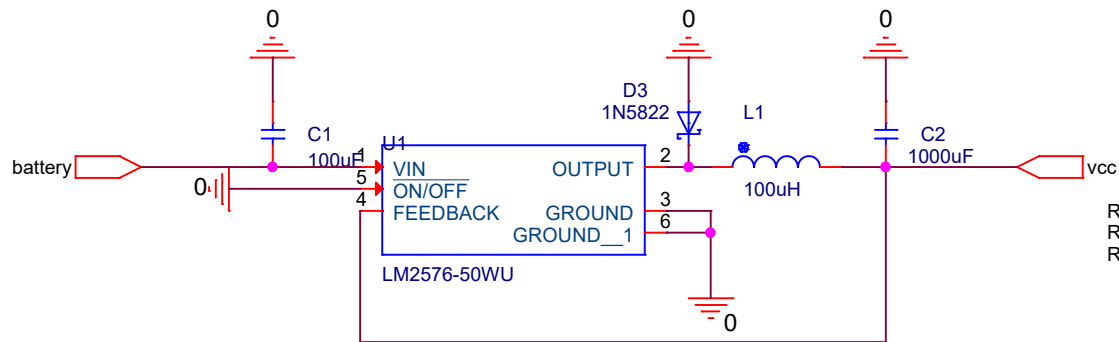 0
0
0
D3
1N5822
L1
C1
100uF
U1
C2
1000uF
battery
1
VIN
OUTPUT
2
100uH
vcc
0
5
ON/OFF
4
FEEDBACK
GROUND
3
GROUND__1
6
R
R
R
LM2576-50WU
0